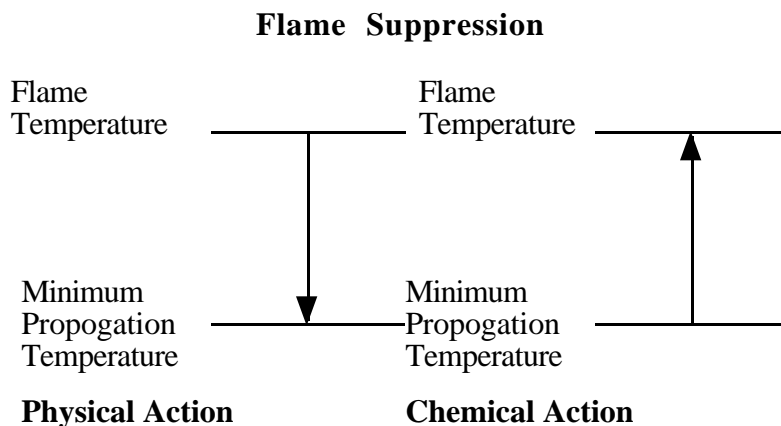 Flame Suppression
Flame
Temperature
Flame
Temperature
Minimum
Propogation
Temperature
Minimum
Propogation
Temperature
Physical Action
Chemical Action